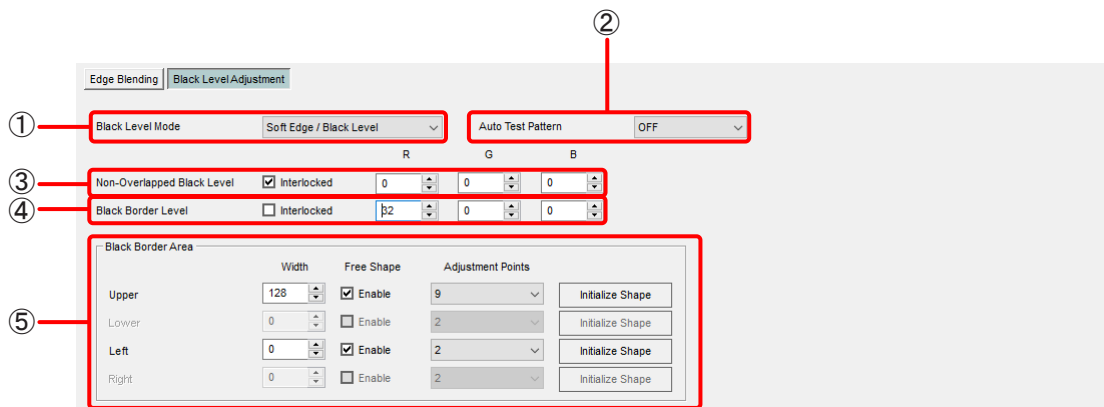 ②
Edge Blending Black Level Adjustment
① Black Level Mode Soft Edge / Black Level Auto Test Pattern OFF
R G B
③ Non-Overlapped Black Level Interlocked 0 0 0
④ Black Border Level Interlocked 32 0 0
Black Border Area
Width Free Shape Adjustment Points
Upper 128 Enable 9 Initialize Shape
⑤ Lower 0 Enable 2 Initialize Shape
Left 0 Enable 2 Initialize Shape
Right 0 Enable 2 Initialize Shape